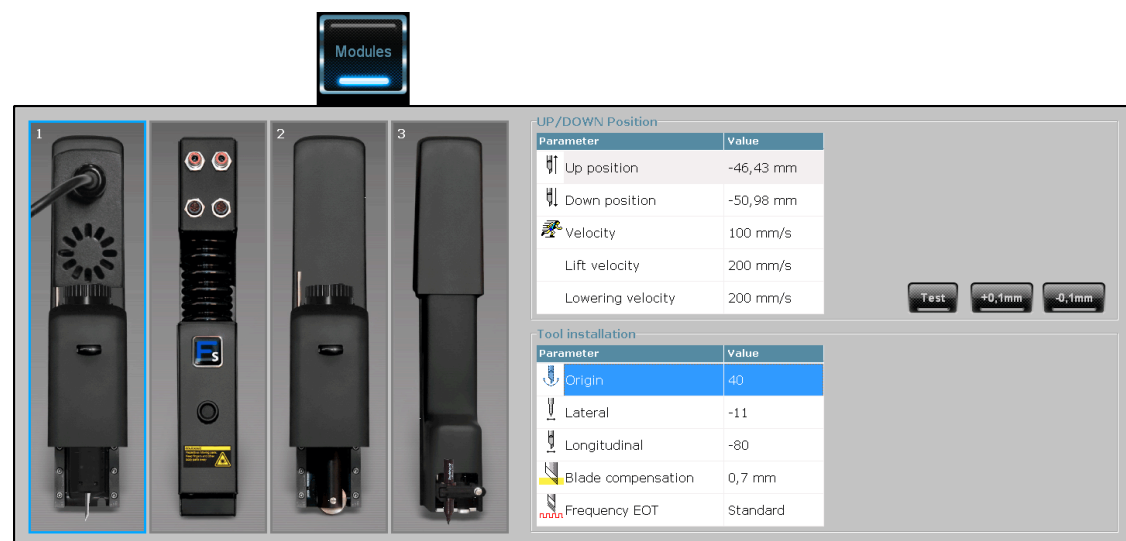 Modules
1
2
3
Fs
UP/DOWN Position
Parameter Value
Up position -46,43 mm
Down position -50,98 mm
Velocity 100 mm/s
Lift velocity 200 mm/s
Lowering velocity 200 mm/s
Test +0,1mm -0,1mm
Tool installation
Parameter Value
Origin 40
Lateral -11
Longitudinal -80
Blade compensation 0,7 mm
Frequency EOT Standard